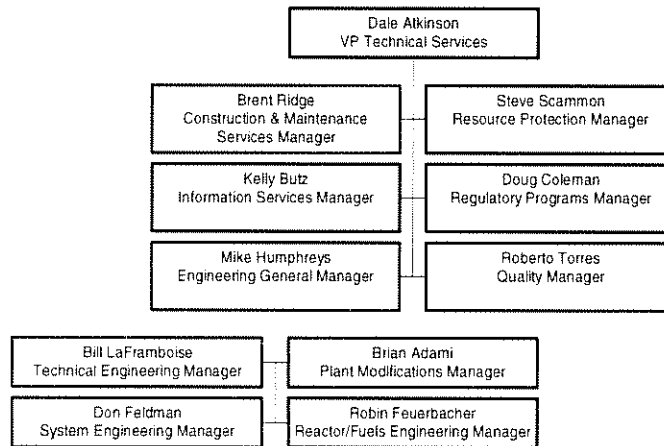 Dale Atkinson
VP Technical Services
Brent Ridge
Construction & Maintenance
Services Manager
Steve Scammon
Resource Protection Manager
Kelly Butz
Information Services Manager
Doug Coleman
Regulatory Programs Manager
Mike Humphreys
Engineering General Manager
Roberto Torres
Quality Manager
Bill LaFramboise
Technical Engineering Manager
Brian Adami
Plant Modifications Manager
Don Feldman
System Engineering Manager
Robin Feuerbacher
Reactor/Fuels Engineering Manager